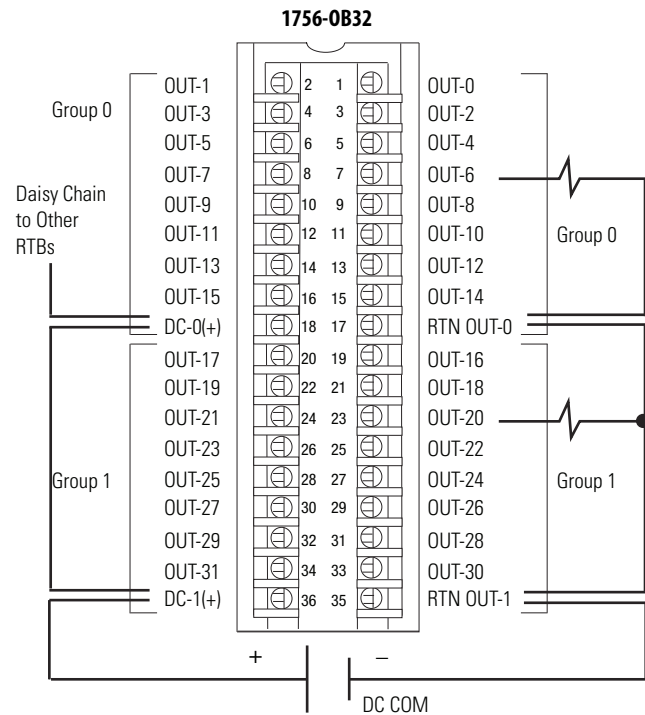 1756-OB32
Group 0
Daisy Chain
to Other
RTBs
Group 1
OUT-1 2 1 OUT-0
OUT-3 4 3 OUT-2
OUT-5 6 5 OUT-4
OUT-7 8 7 OUT-6
OUT-9 10 9 OUT-8
OUT-11 12 11 OUT-10
OUT-13 14 13 OUT-12
OUT-15 16 15 OUT-14
DC-0(+) 18 17 RTN OUT-0
OUT-17 20 19 OUT-16
OUT-19 22 21 OUT-18
OUT-21 24 23 OUT-20
OUT-23 26 25 OUT-22
OUT-25 28 27 OUT-24
OUT-27 30 29 OUT-26
OUT-29 32 31 OUT-28
OUT-31 34 33 OUT-30
DC-1(+) 36 35 RTN OUT-1
Group 0
Group 1
+ –
DC COM